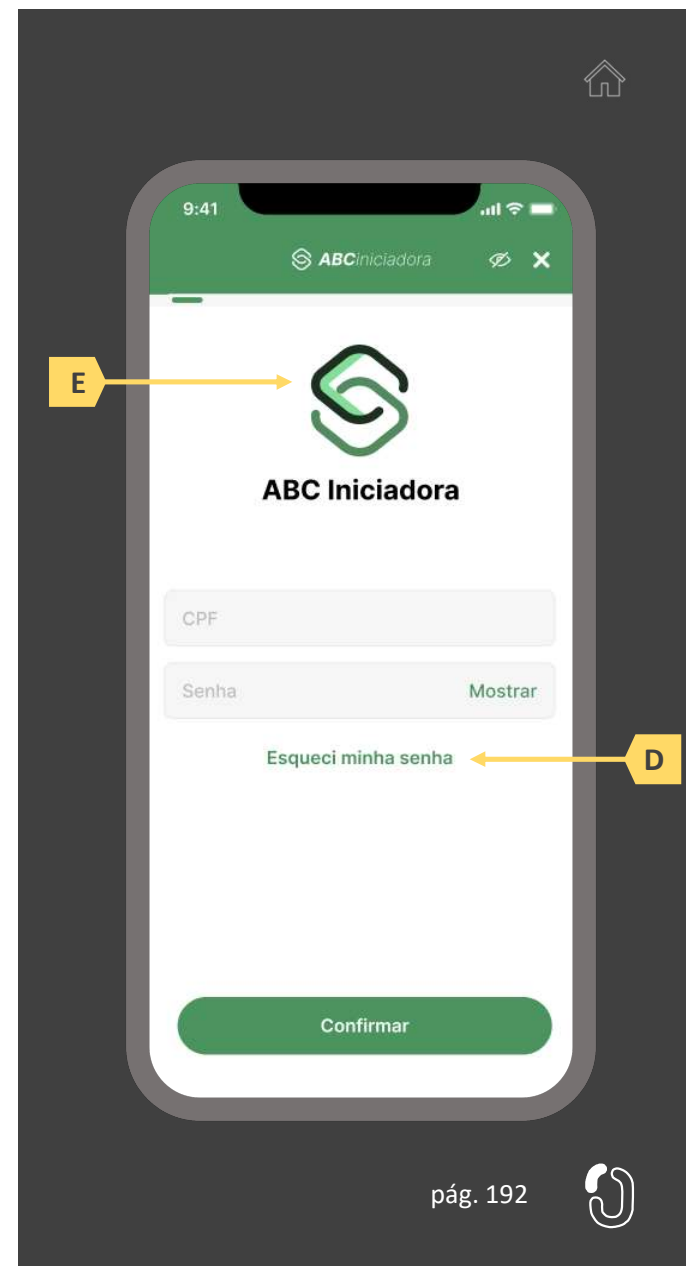 9:41
ABCiniciadora
E
ABC Iniciadora
CPF
Senha Mostrar
Esqueci minha senha
D
Confirmar
pág. 192